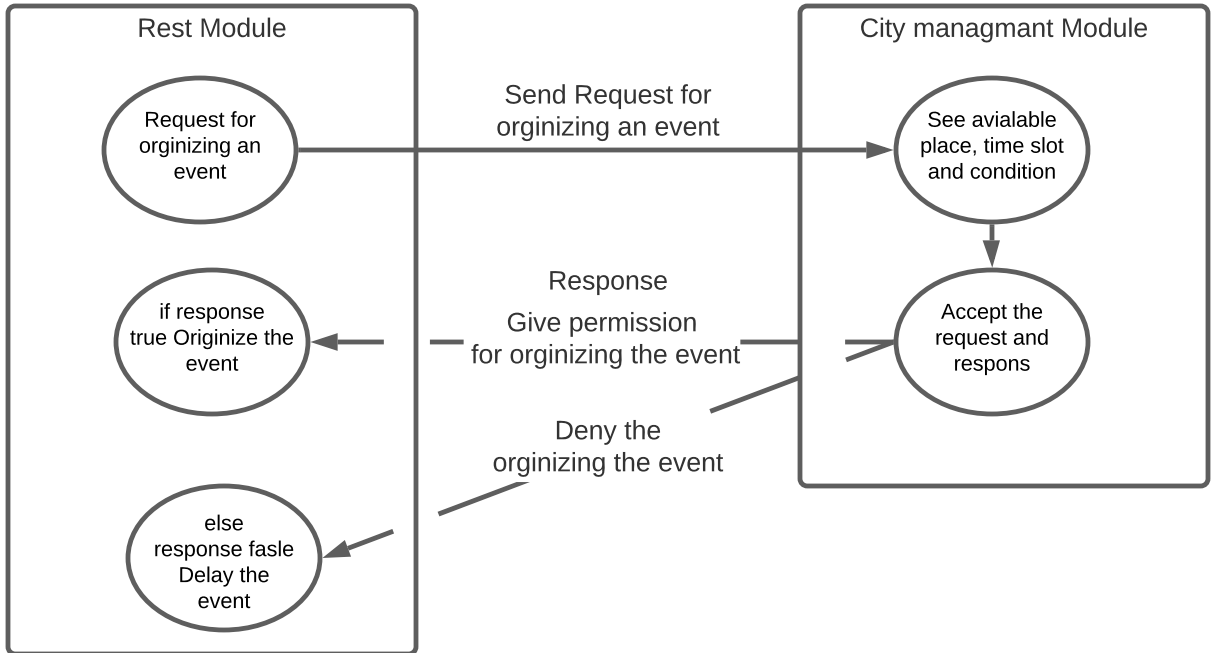 Rest Module
City managmant Module
Request for
orginizing an
event
Send Request for
orginizing an event
See avialable
place, time slot
and condition
Response
if response
true Originize the
event
Give permission
for orginizing the event
Accept the
request and
respons
Deny the
orginizing the event
else
response fasle
Delay the
event